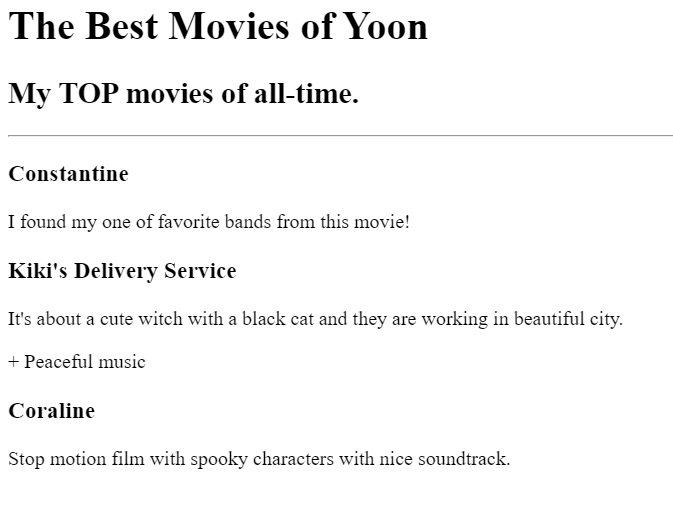 The Best Movies of Yoon
My TOP movies of all-time.
Constantine
I found my one of favorite bands from this movie!
Kiki's Delivery Service
It's about a cute witch with a black cat and they are working in beautiful city.
+ Peaceful music
Coraline
Stop motion film with spooky characters with nice soundtrack.